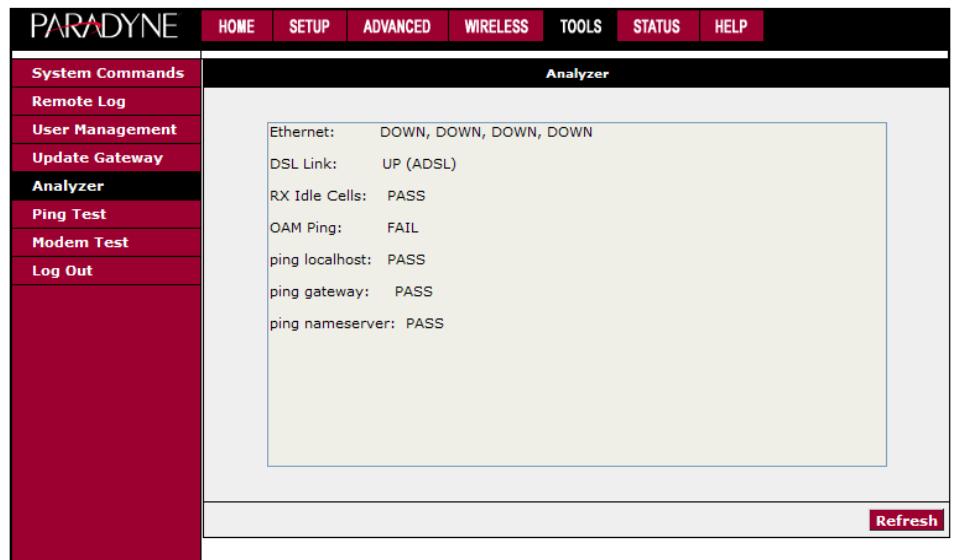 PARADYNE
HOME SETUP ADVANCED WIRELESS TOOLS STATUS HELP
System Commands
Remote Log
User Management
Update Gateway
Analyzer
Ping Test
Modem Test
Log Out
Analyzer
Ethernet: DOWN, DOWN, DOWN, DOWN
DSL Link: UP (ADSL)
RX Idle Cells: PASS
OAM Ping: FAIL
ping localhost: PASS
ping gateway: PASS
ping nameserver: PASS
Refresh